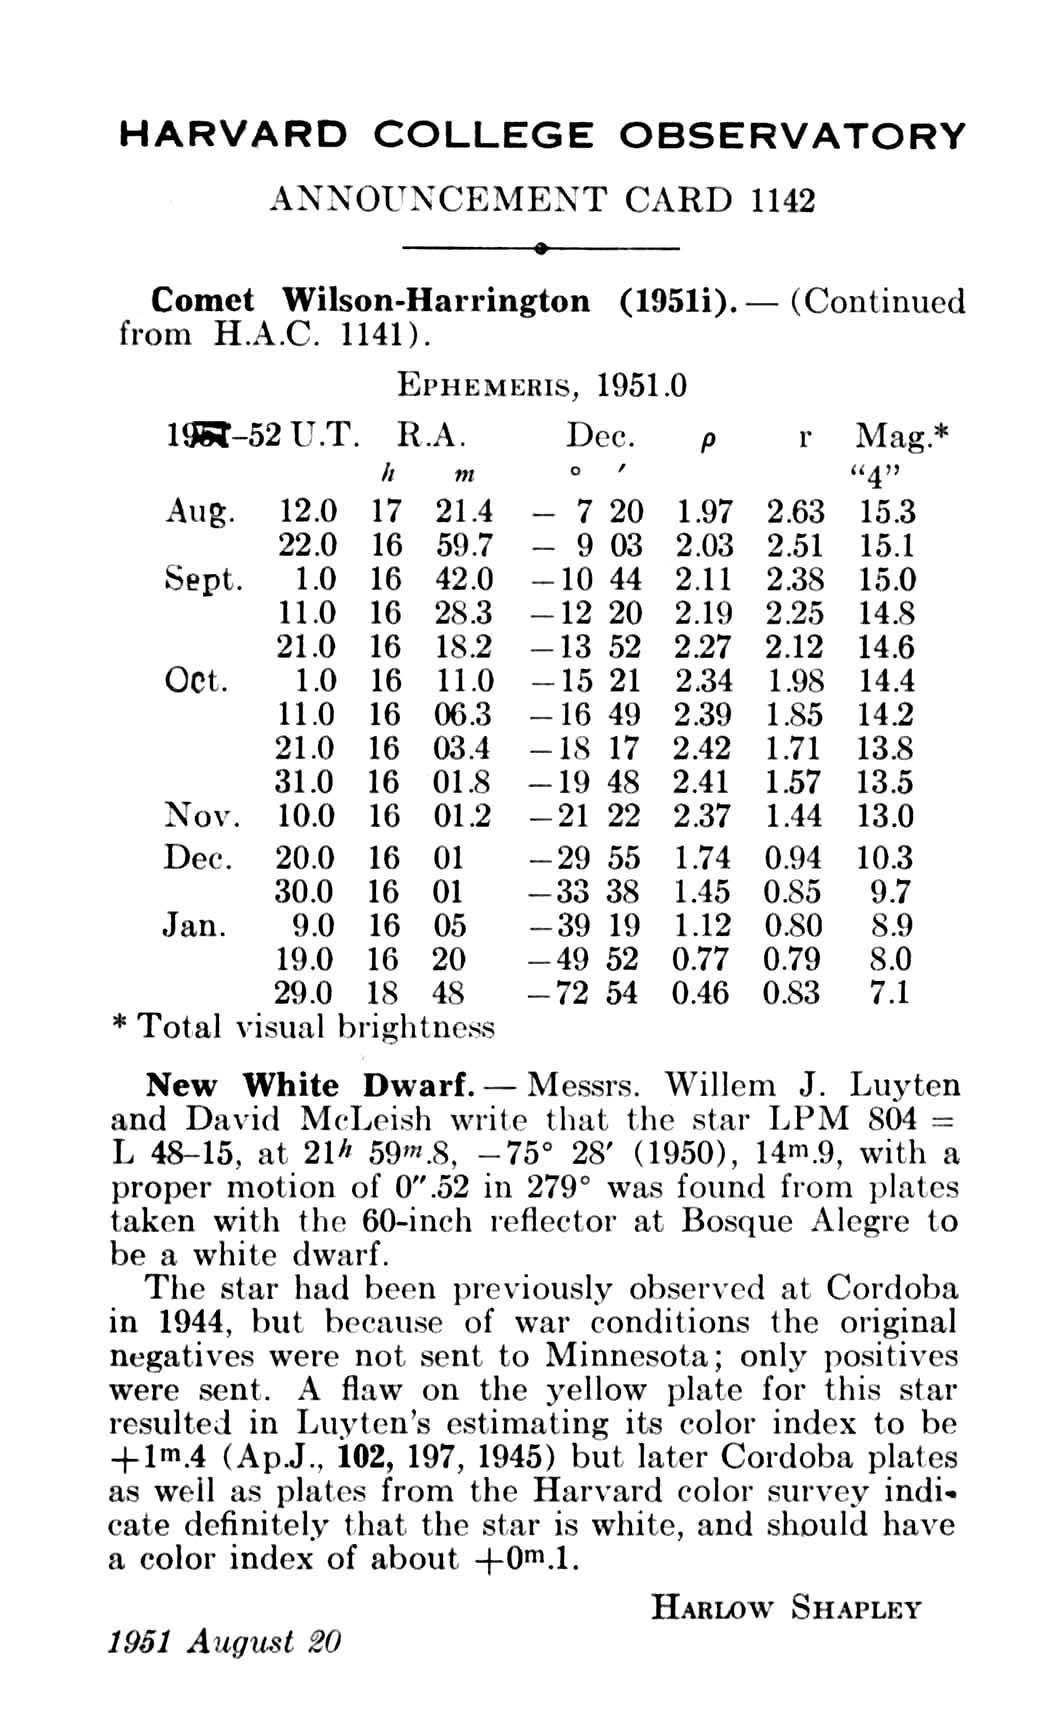 HARVARD COLLEGE OBSERVATORY
ANNOUNCEMENT CARD 1142
Comet Wilson-Harrington (1951i). — (Continued
from H.A.C. 1141).
EPHEMERIS, 1951.0
1951–52 U.T. R.A. Dec. ρ r Mag.*
h m ° ′ “4”
Aug. 12.0 17 21.4 – 7 20 1.97 2.63 15.3
22.0 16 59.7 – 9 03 2.03 2.51 15.1
Sept. 1.0 16 42.0 –10 44 2.11 2.38 15.0
11.0 16 28.3 –12 20 2.19 2.25 14.8
21.0 16 18.2 –13 52 2.27 2.12 14.6
Oct. 1.0 16 11.0 –15 21 2.34 1.98 14.4
11.0 16 06.3 –16 49 2.39 1.85 14.2
21.0 16 03.4 –18 17 2.42 1.71 13.8
31.0 16 01.8 –19 48 2.41 1.57 13.5
Nov. 10.0 16 01.2 –21 22 2.37 1.44 13.0
Dec. 20.0 16 01 –29 55 1.74 0.94 10.3
30.0 16 01 –33 38 1.45 0.85 9.7
Jan. 9.0 16 05 –39 19 1.12 0.80 8.9
19.0 16 20 –49 52 0.77 0.79 8.0
29.0 18 48 –72 54 0.46 0.83 7.1
* Total visual brightness
New White Dwarf. — Messrs. Willem J. Luyten
and David McLeish write that the star LPM 804 =
L 48–15, at 21h 59m.8, –75° 28′ (1950), 14m.9, with a
proper motion of 0″.52 in 279° was found from plates
taken with the 60-inch reflector at Bosque Alegre to
be a white dwarf.
The star had been previously observed at Cordoba
in 1944, but because of war conditions the original
negatives were not sent to Minnesota; only positives
were sent. A flaw on the yellow plate for this star
resulted in Luyten's estimating its color index to be
+1m.4 (Ap.J., 102, 197, 1945) but later Cordoba plates
as well as plates from the Harvard color survey indi-
cate definitely that the star is white, and should have
a color index of about +0m.1.
HARLOW SHAPLEY
1951 August 20